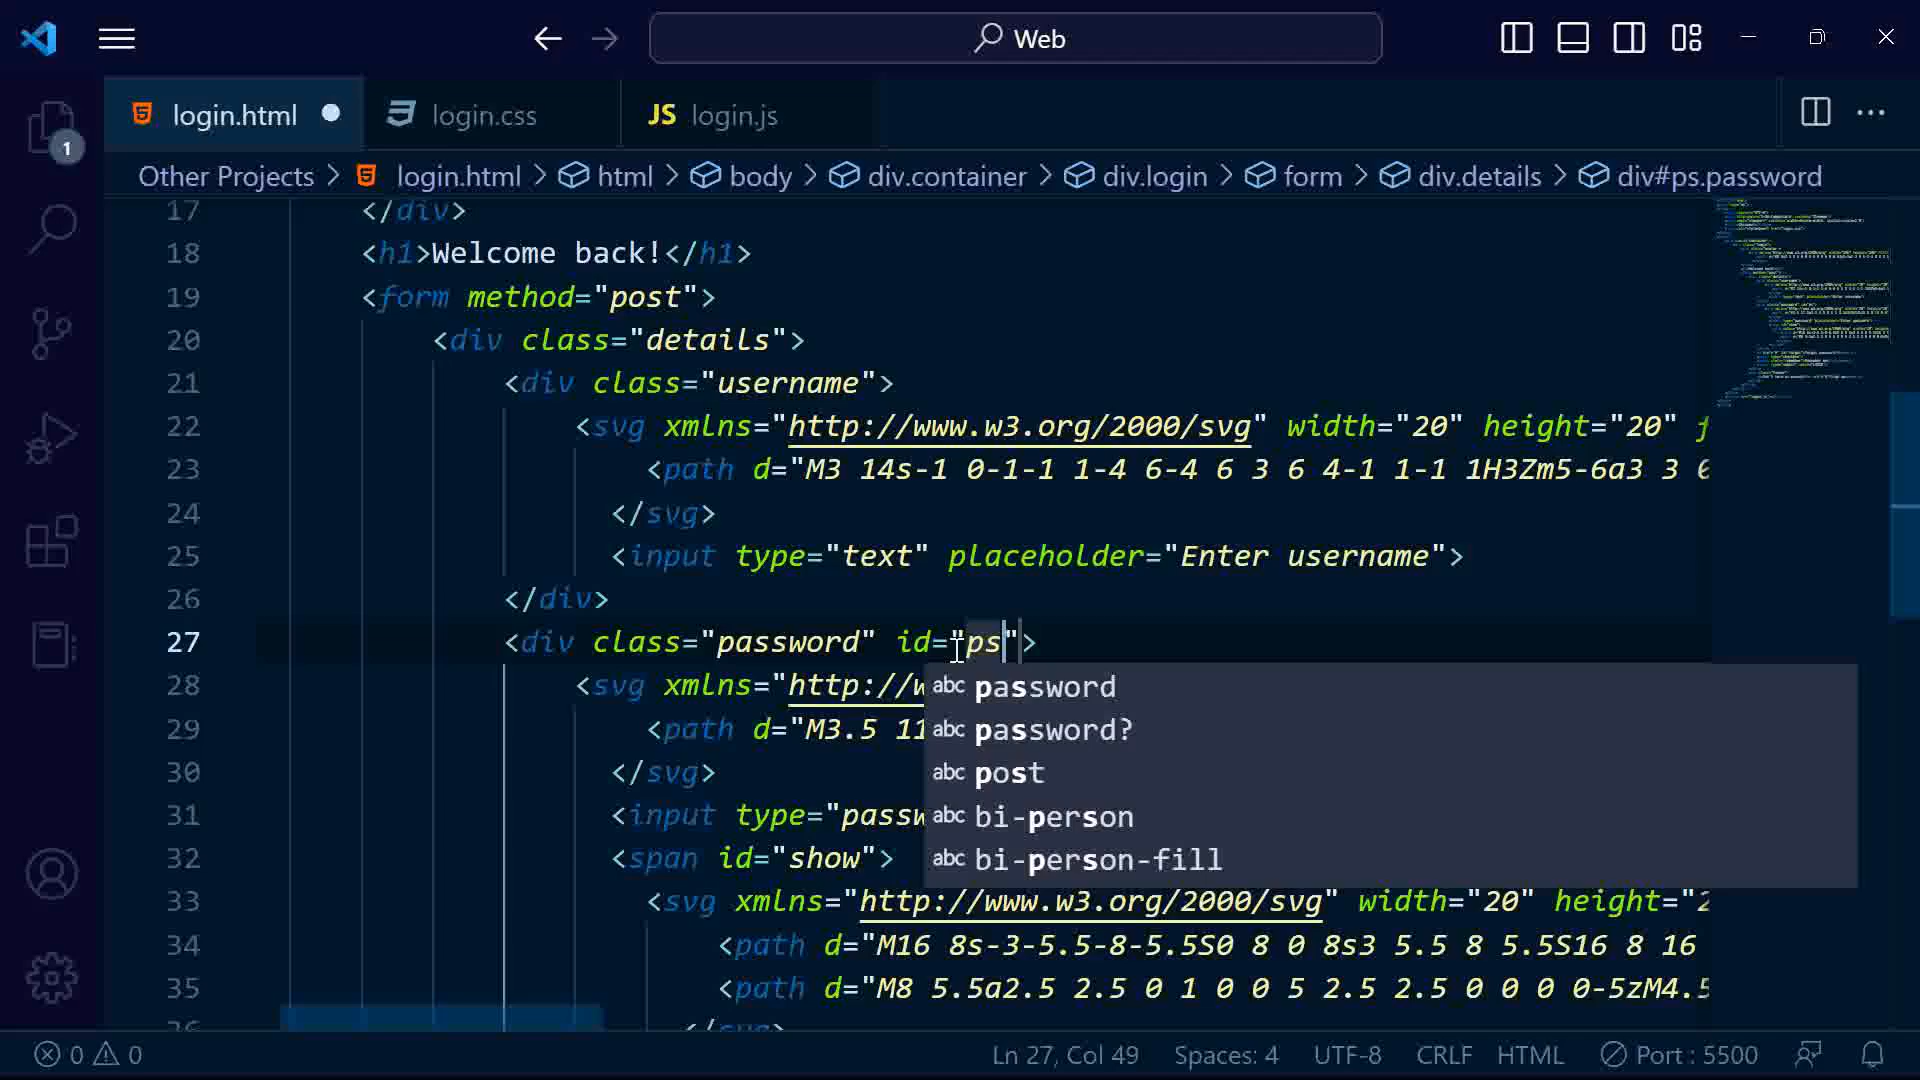 Web
login.html
login.css
JS login.js
1
Other Projects > login.html > html > body > div.container > div.login > form > div.details > div#ps.password
17 </div>
18 <h1>Welcome back!</h1>
19 <form method="post">
20 <div class="details">
21 <div class="username">
22 <svg xmlns="http://www.w3.org/2000/svg" width="20" height="20" f
23 <path d="M3 14s-1 0-1-1 1-4 6-4 6 3 6 4-1 1-1 1H3Zm5-6a3 3 0
24 </svg>
25 <input type="text" placeholder="Enter username">
26 </div>
27 <div class="password" id="ps">
28 <svg xmlns="http://w
abc password
abc password?
29 <path d="M3.5 11
30 </svg>
abc post
31 <input type="passw
abc bi-person
32 <span id="show">
abc bi-person-fill
33 <svg xmlns="http://www.w3.org/2000/svg" width="20" height="2
34 <path d="M16 8s-3-5.5-8-5.5S0 8 0 8s3 5.5 8 5.5S16 8 16
35 <path d="M8 5.5a2.5 2.5 0 1 0 0 5 2.5 2.5 0 0 0 0-5zM4.5
36 </svg>
0 0 Ln 27, Col 49 Spaces: 4 UTF-8 CRLF HTML Port : 5500